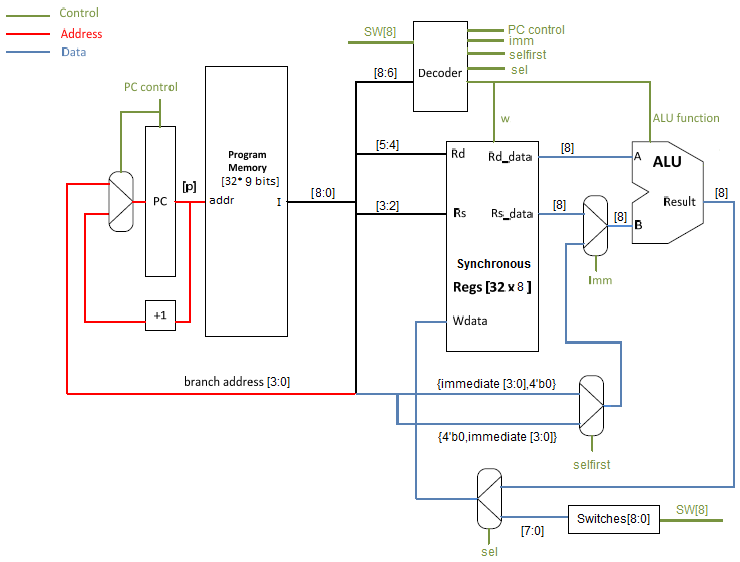 Control
Address
Data
SW[8]
Decoder
PC control
imm
selfirst
sel
PC control
[8:6]
w
ALU function
Program
Memory
[32* 9 bits]
addr
I
[8:0]
[p]
PC
+1
[5:4]
[3:2]
Rd
Rd_data
Rs
Rs_data
Synchronous
Regs [32 x 8 ]
Wdata
[8]
[8]
[8]
A
B
ALU
Result
[8]
Imm
branch address [3:0]
{immediate [3:0],4'b0}
{4'b0,immediate [3:0]}
selfirst
Switches[8:0]
SW[8]
[7:0]
sel